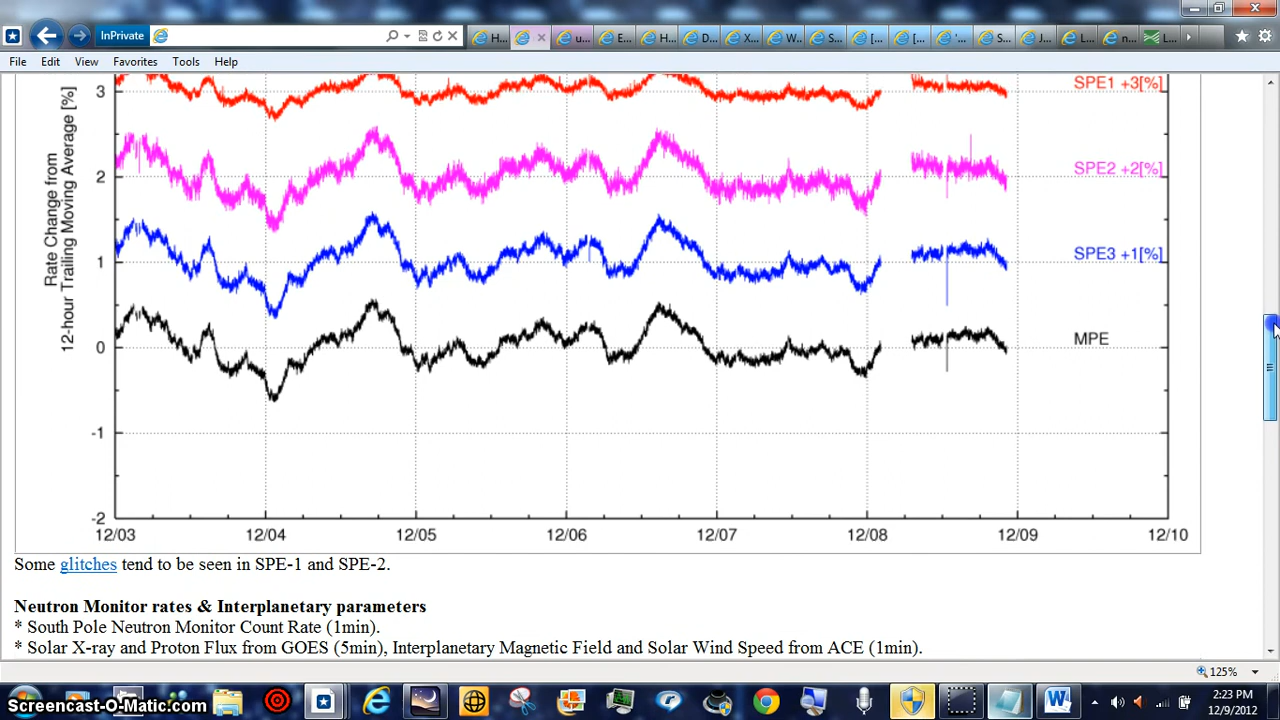 InPrivate
H...
u...
E...
H...
D...
X...
W...
S...
[...
[...
'...
S...
J...
L...
n...
L...
File Edit View Favorites Tools Help
Rate Change from
12-hour Trailing Moving Average [%]
3
2
1
0
-1
-2
SPE1 +3[%]
SPE2 +2[%]
SPE3 +1[%]
MPE
12/03 12/04 12/05 12/06 12/07 12/08 12/09 12/10
Some glitches tend to be seen in SPE-1 and SPE-2.
Neutron Monitor rates & Interplanetary parameters
* South Pole Neutron Monitor Count Rate (1min).
* Solar X-ray and Proton Flux from GOES (5min), Interplanetary Magnetic Field and Solar Wind Speed from ACE (1min).
125%
Screencast-O-Matic.com
2:23 PM
12/9/2012